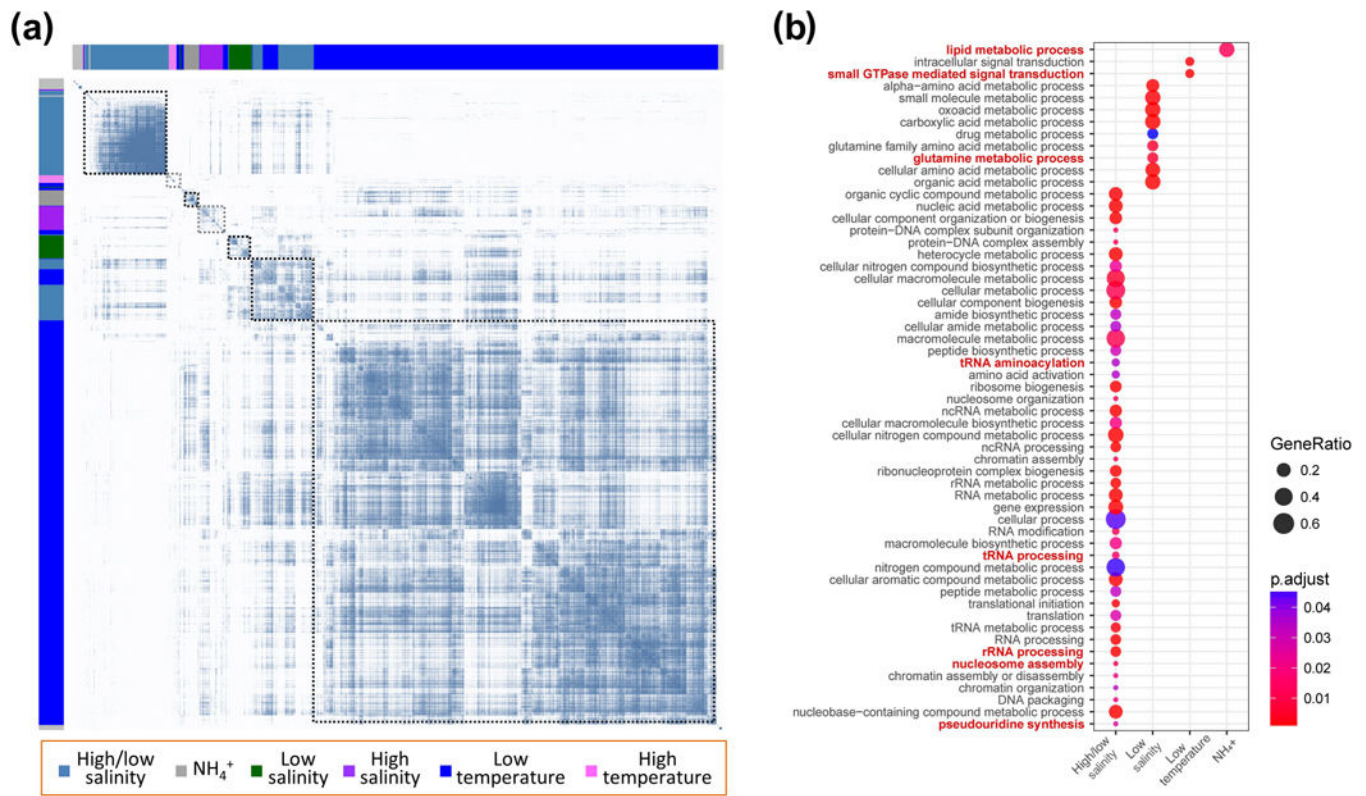 (a)
High/low
salinity
NH₄⁺
Low
salinity
High
salinity
Low
temperature
High
temperature
(b)
lipid metabolic process
intracellular signal transduction
small GTPase mediated signal transduction
alpha-amino acid metabolic process
small molecule metabolic process
oxoacid metabolic process
carboxylic acid metabolic process
drug metabolic process
glutamine family amino acid metabolic process
glutamine metabolic process
cellular amino acid metabolic process
organic acid metabolic process
organic cyclic compound metabolic process
nucleic acid metabolic process
cellular component organization or biogenesis
protein-DNA complex subunit organization
protein-DNA complex assembly
heterocycle metabolic process
cellular nitrogen compound biosynthetic process
cellular macromolecule metabolic process
cellular metabolic process
cellular component biogenesis
amide biosynthetic process
cellular amide metabolic process
macromolecule metabolic process
peptide biosynthetic process
tRNA aminoacylation
amino acid activation
ribosome biogenesis
nucleosome organization
ncRNA metabolic process
cellular macromolecule biosynthetic process
cellular nitrogen compound metabolic process
ncRNA processing
chromatin assembly
ribonucleoprotein complex biogenesis
rRNA metabolic process
RNA metabolic process
gene expression
cellular process
RNA modification
macromolecule biosynthetic process
tRNA processing
nitrogen compound metabolic process
cellular aromatic compound metabolic process
peptide metabolic process
translational initiation
translation
tRNA metabolic process
RNA processing
rRNA processing
nucleosome assembly
chromatin assembly or disassembly
chromatin organization
DNA packaging
nucleobase-containing compound metabolic process
pseudouridine synthesis
High/low
salinity
Low
salinity
Low
temperature
NH₄+
GeneRatio
0.2
0.4
0.6
p.adjust
0.04
0.03
0.02
0.01